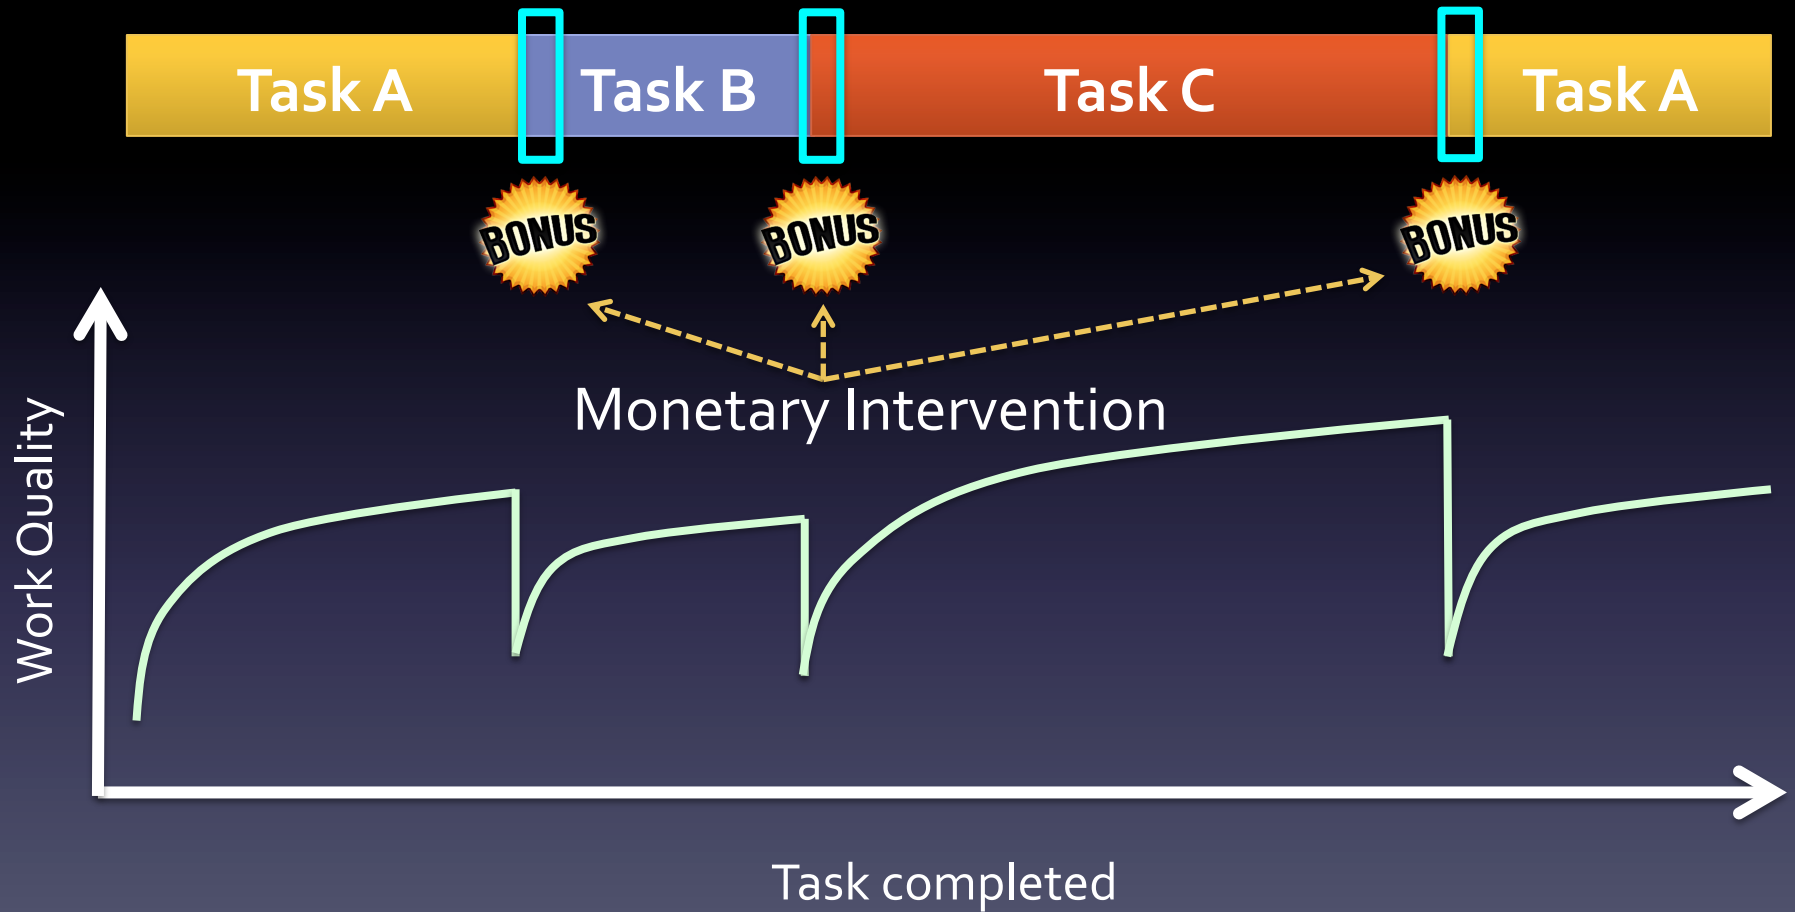 Task A
Task B
Task C
Task A
BONUS
BONUS
BONUS
Monetary Intervention
Work Quality
Task completed